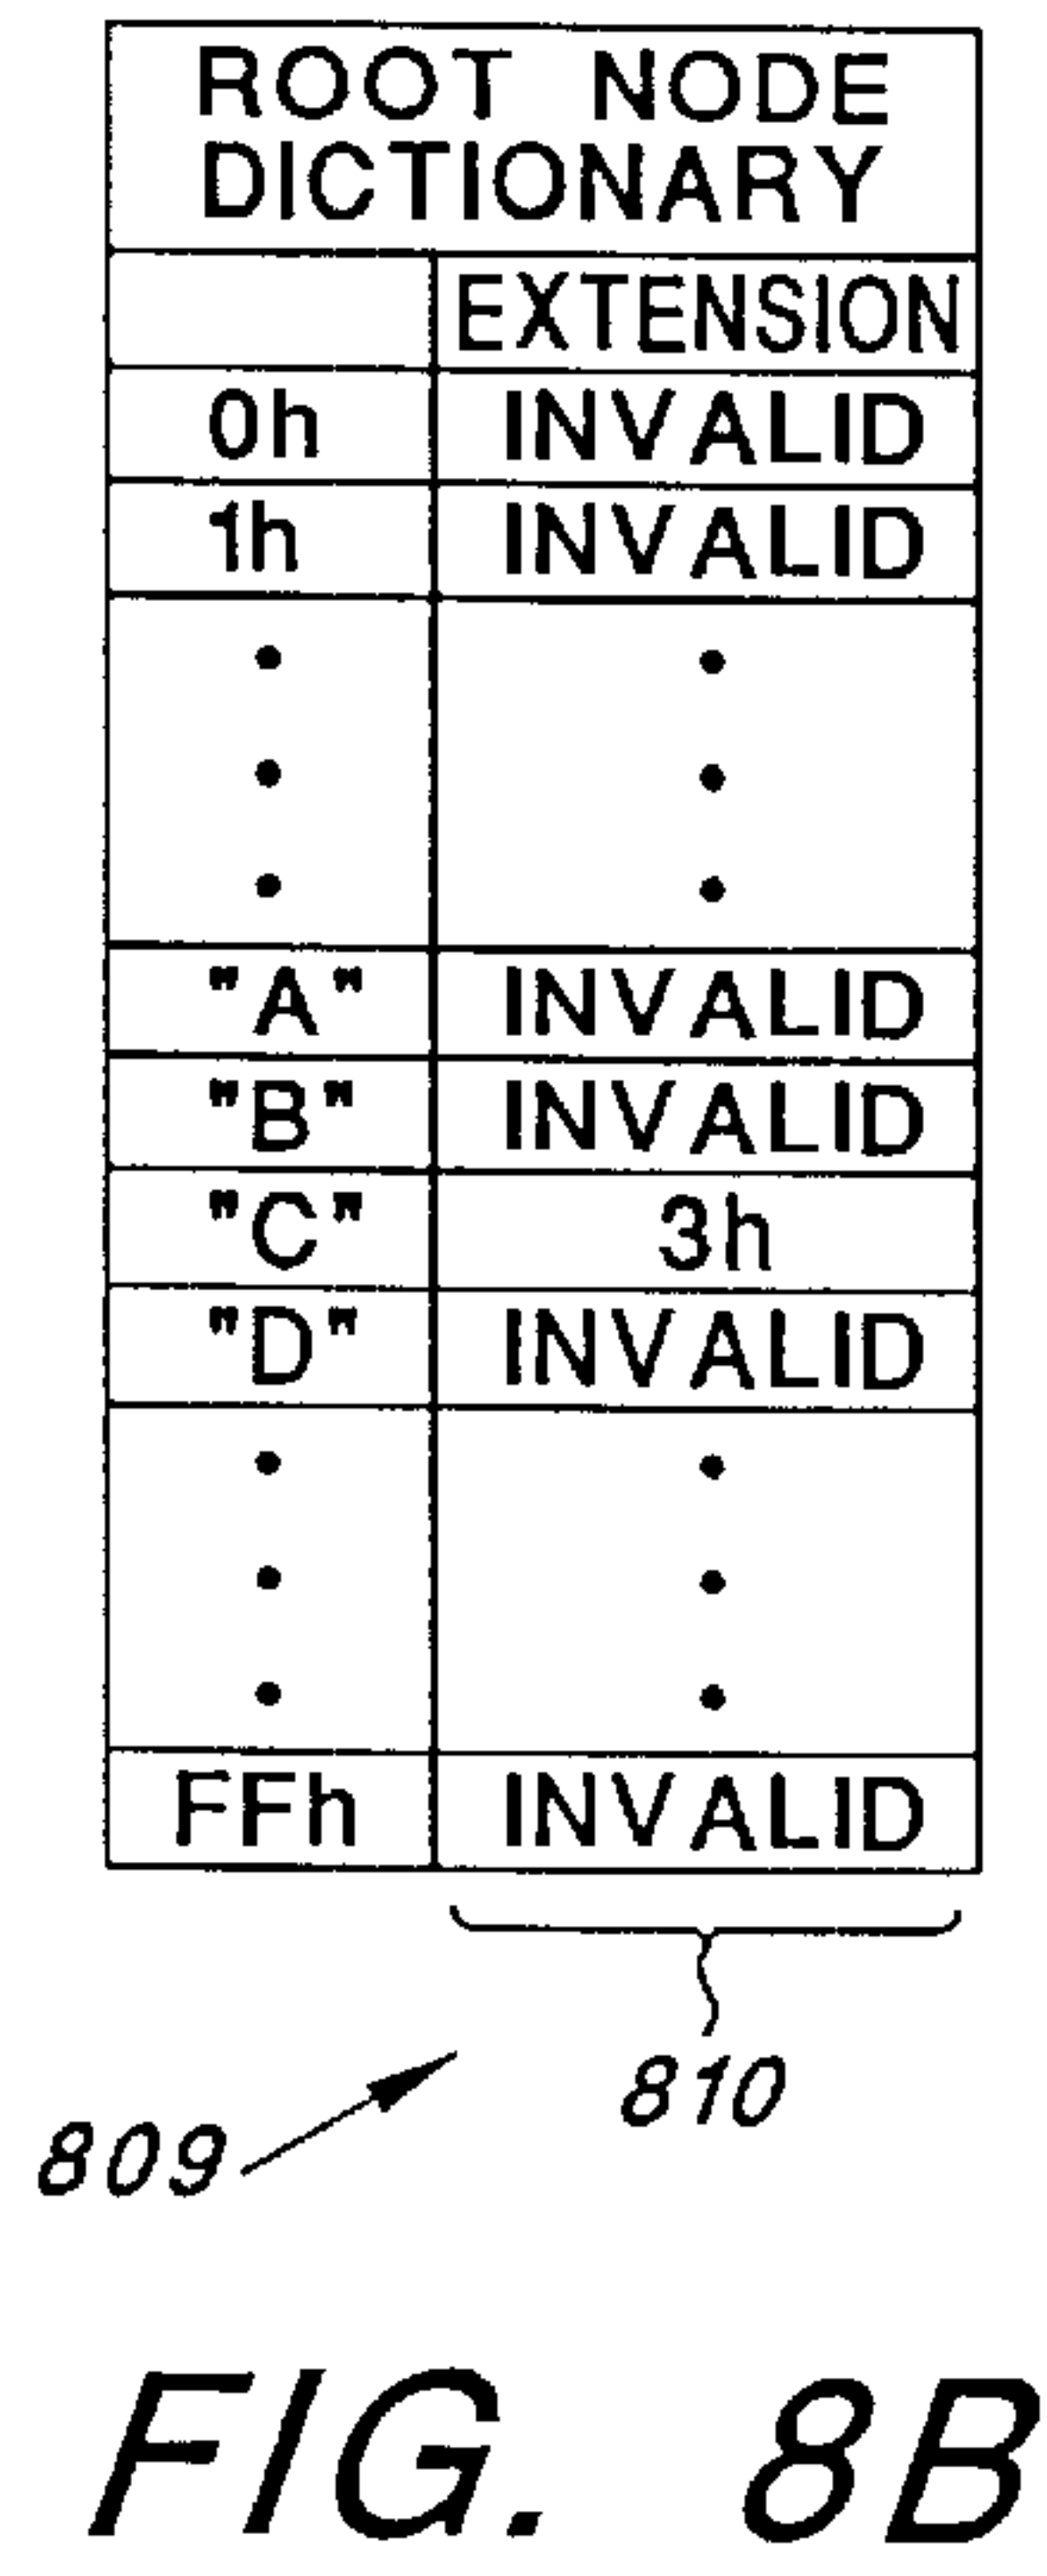 ROOT NODE
DICTIONARY
EXTENSION
0h INVALID
1h INVALID
"A" INVALID
"B" INVALID
"C" 3h
"D" INVALID
FFh INVALID
810
809
FIG. 8B